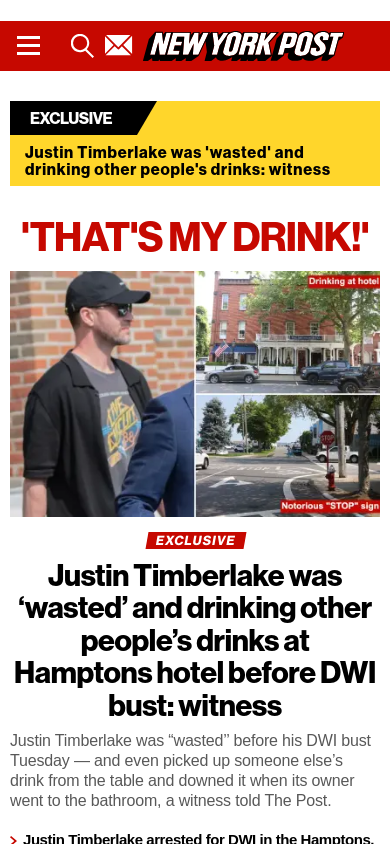 NEW YORK POST
EXCLUSIVE
Justin Timberlake was 'wasted' and
drinking other people's drinks: witness
'THAT'S MY DRINK!'
Drinking at hotel
STOP
Notorious "STOP" sign
EXCLUSIVE
Justin Timberlake was
‘wasted’ and drinking other
people’s drinks at
Hamptons hotel before DWI
bust: witness
Justin Timberlake was “wasted” before his DWI bust
Tuesday — and even picked up someone else’s
drink from the table and downed it when its owner
went to the bathroom, a witness told The Post.
Justin Timberlake arrested for DWI in the Hamptons.